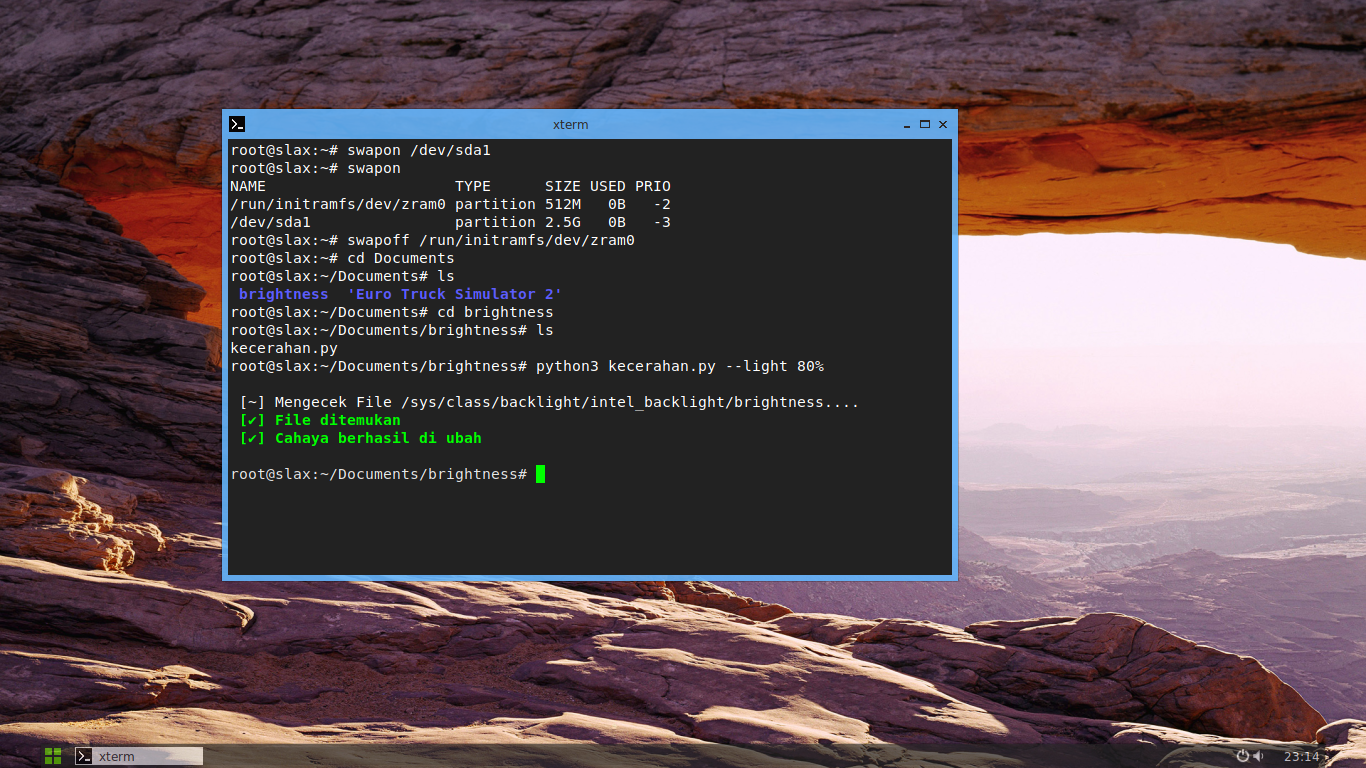 xterm
root@slax:~# swapon /dev/sda1
root@slax:~# swapon
NAME                     TYPE      SIZE USED PRIO
/run/initramfs/dev/zram0 partition 512M   0B   -2
/dev/sda1                partition 2.5G   0B   -3
root@slax:~# swapoff /run/initramfs/dev/zram0
root@slax:~# cd Documents
root@slax:~/Documents# ls
 brightness  'Euro Truck Simulator 2'
root@slax:~/Documents# cd brightness
root@slax:~/Documents/brightness# ls
kecerahan.py
root@slax:~/Documents/brightness# python3 kecerahan.py --light 80%
 [~] Mengecek File /sys/class/backlight/intel_backlight/brightness....
 [✔] File ditemukan
 [✔] Cahaya berhasil di ubah
root@slax:~/Documents/brightness#
xterm
23:14